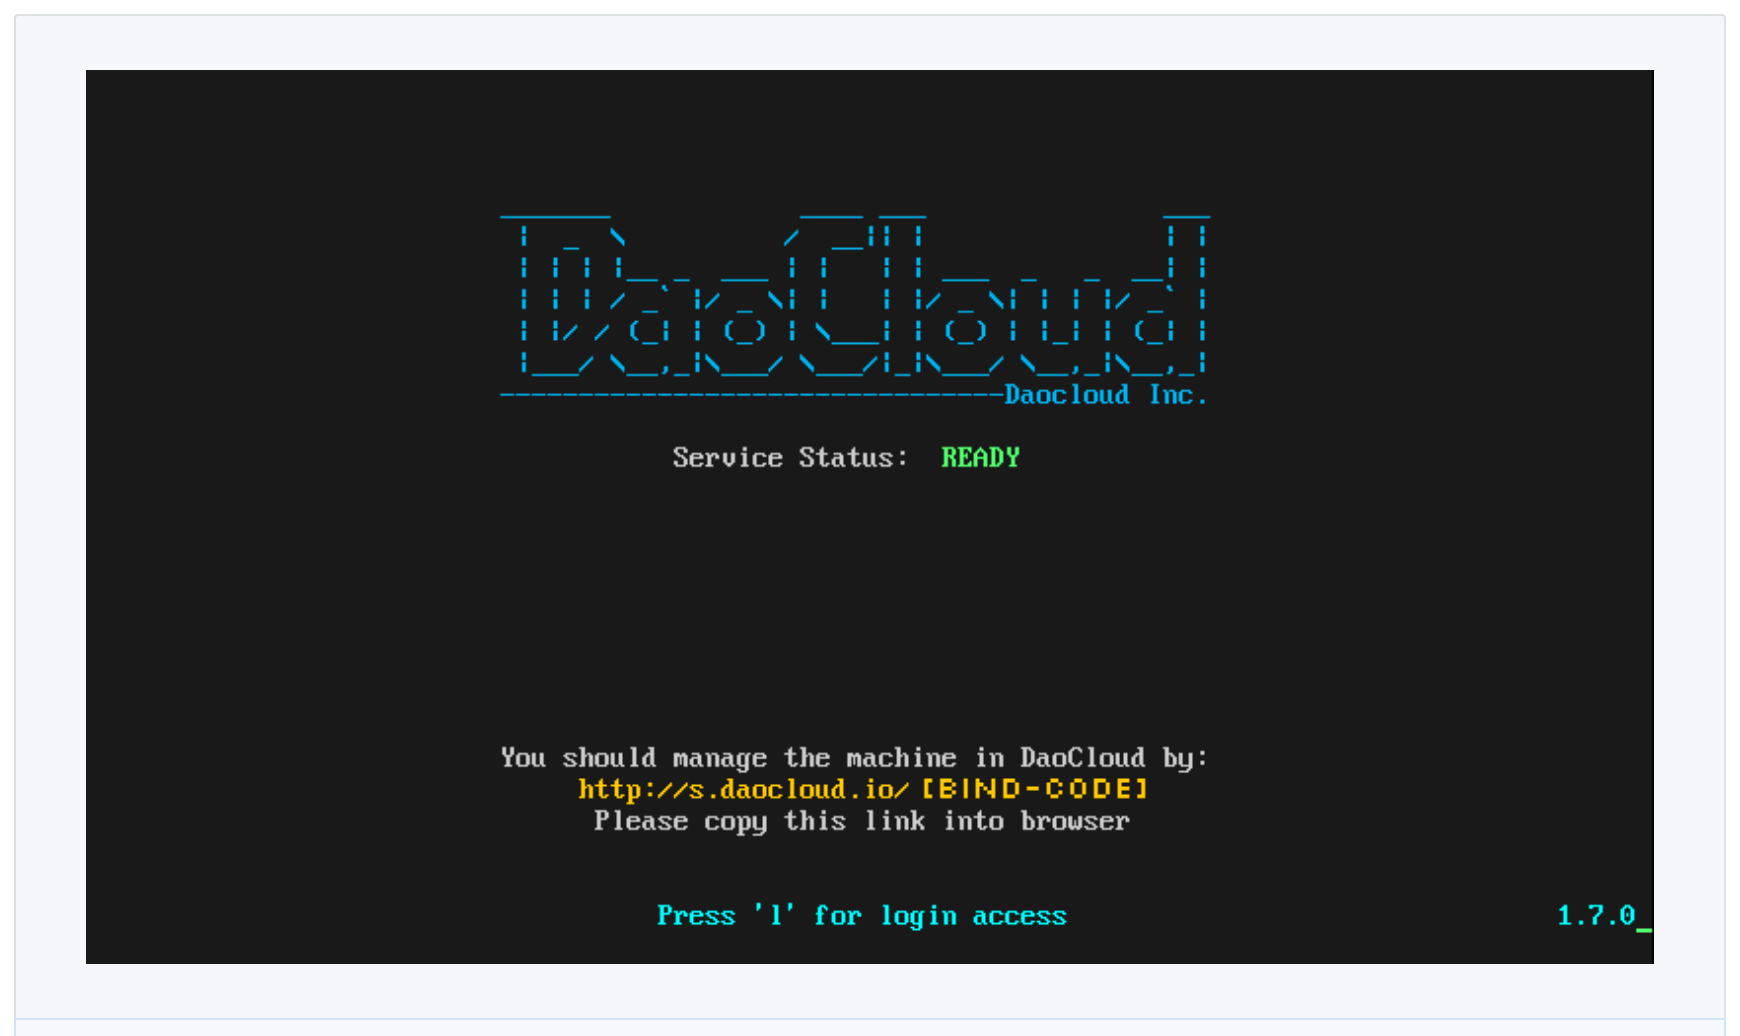 DaoCloud
--------------------------------Daocloud Inc.
Service Status: READY
You should manage the machine in DaoCloud by:
http://s.daocloud.io/[BIND-CODE]
Please copy this link into browser
Press 'l' for login access
1.7.0_